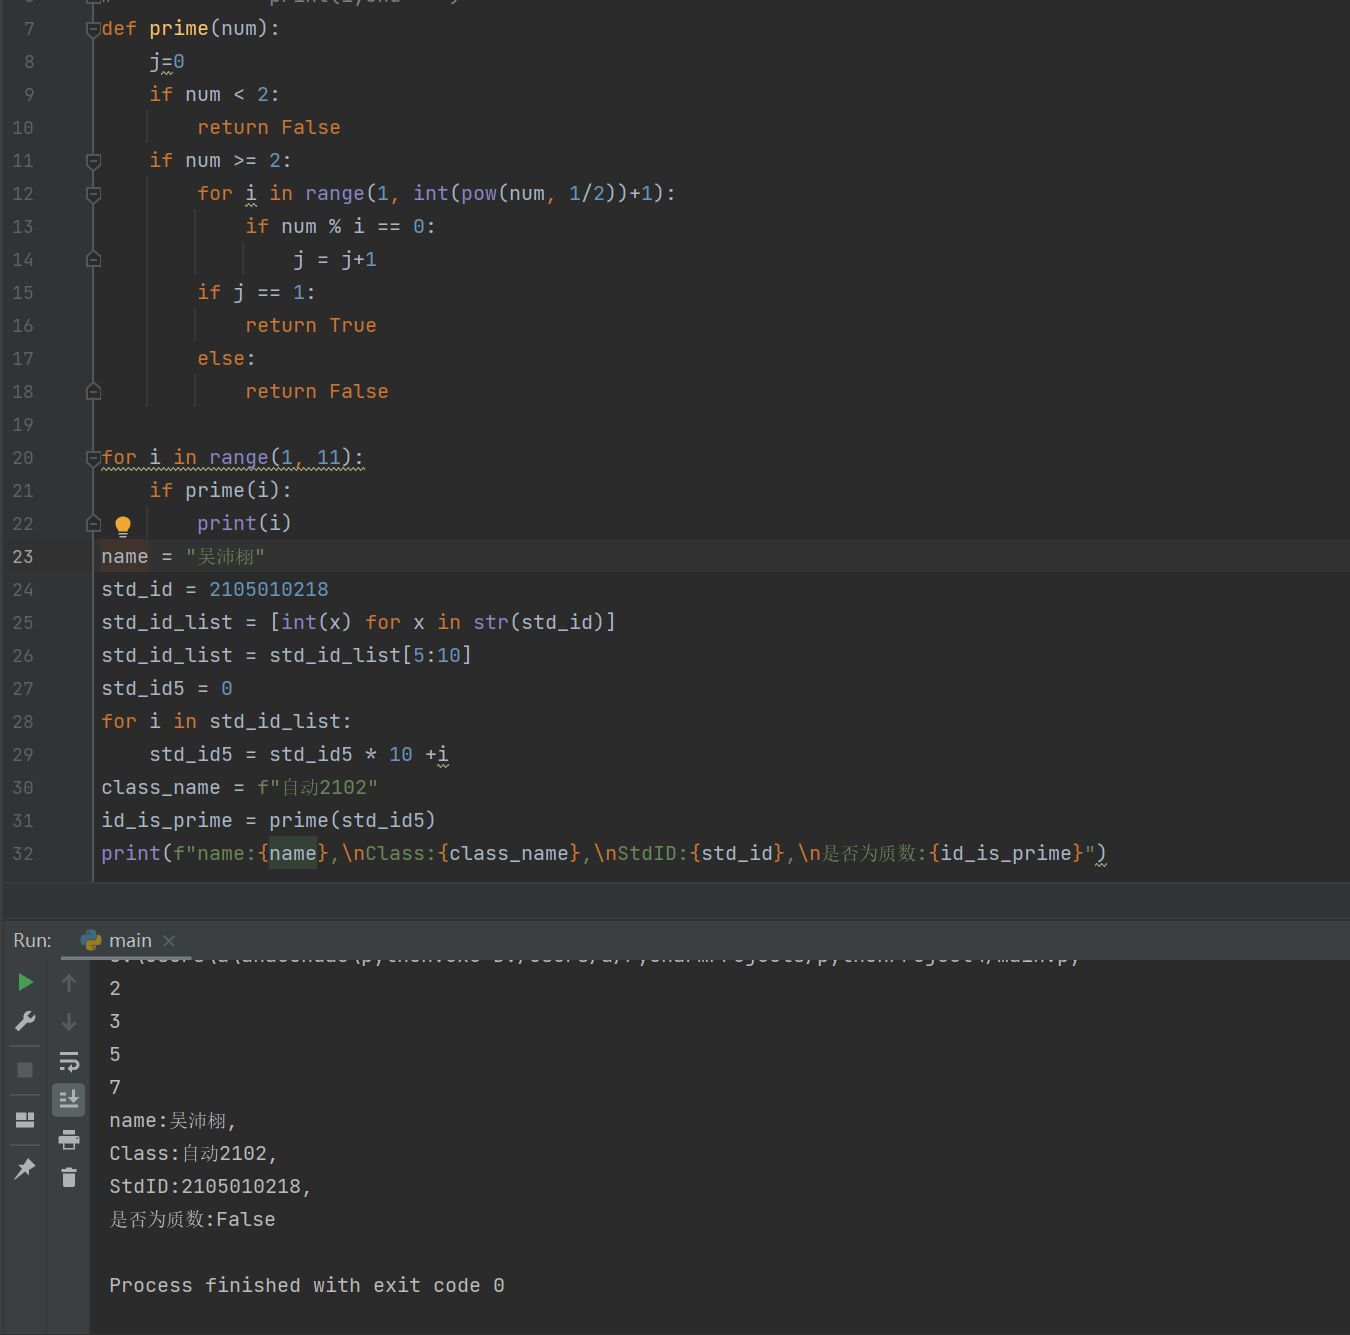 7 def prime(num):
8     j=0
9     if num < 2:
10         return False
11     if num >= 2:
12         for i in range(1, int(pow(num, 1/2))+1):
13             if num % i == 0:
14                 j = j+1
15         if j == 1:
16             return True
17         else:
18             return False
19
20 for i in range(1, 11):
21     if prime(i):
22         print(i)
23 name = "吴沛栩"
24 std_id = 2105010218
25 std_id_list = [int(x) for x in str(std_id)]
26 std_id_list = std_id_list[5:10]
27 std_id5 = 0
28 for i in std_id_list:
29     std_id5 = std_id5 * 10 +i
30 class_name = f"自动2102"
31 id_is_prime = prime(std_id5)
32 print(f"name:{name},\nClass:{class_name},\nStdID:{std_id},\n是否为质数:{id_is_prime}")
Run: main
2
3
5
7
name:吴沛栩,
Class:自动2102,
StdID:2105010218,
是否为质数:False
Process finished with exit code 0